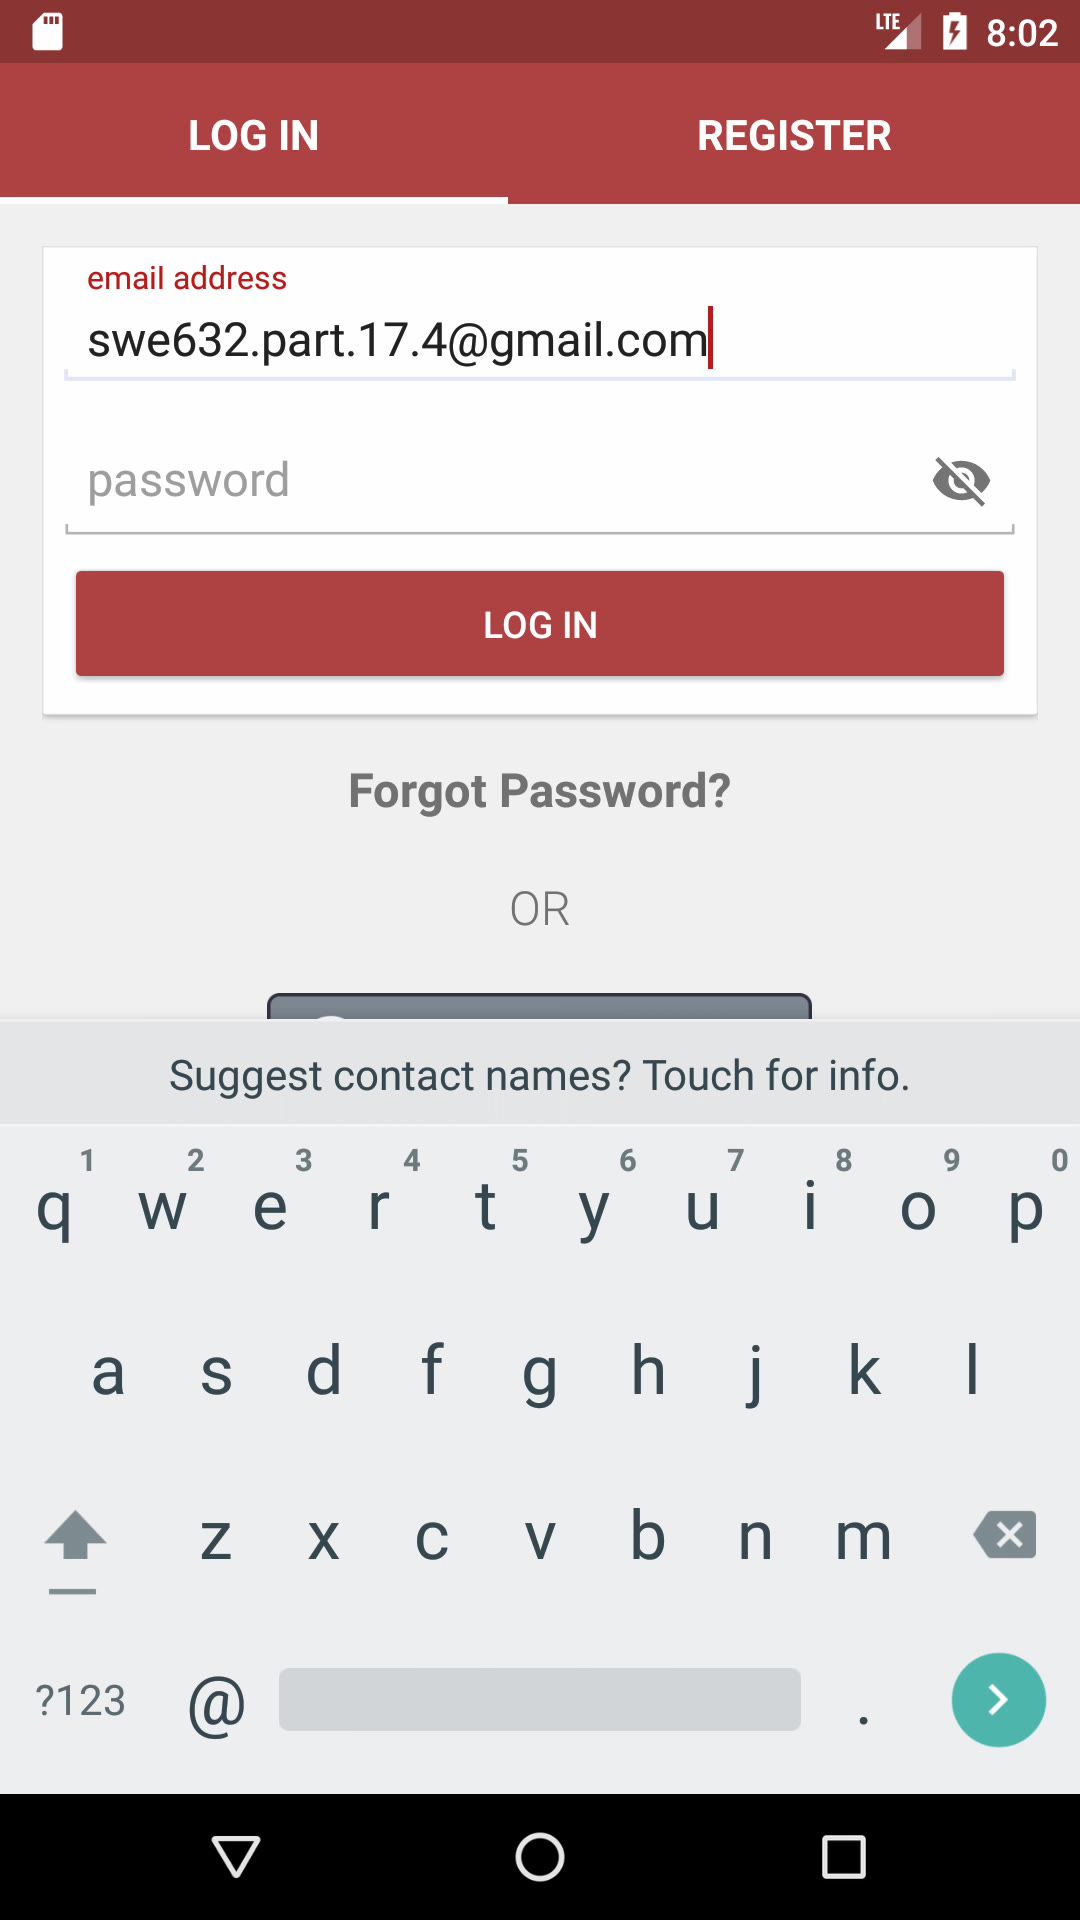 LTE 8:02
LOG IN REGISTER
email address
swe632.part.17.4@gmail.com
password
LOG IN
Forgot Password?
OR
Suggest contact names? Touch for info.
1 2 3 4 5 6 7 8 9 0
q w e r t y u i o p
a s d f g h j k l
z x c v b n m
?123 @ .